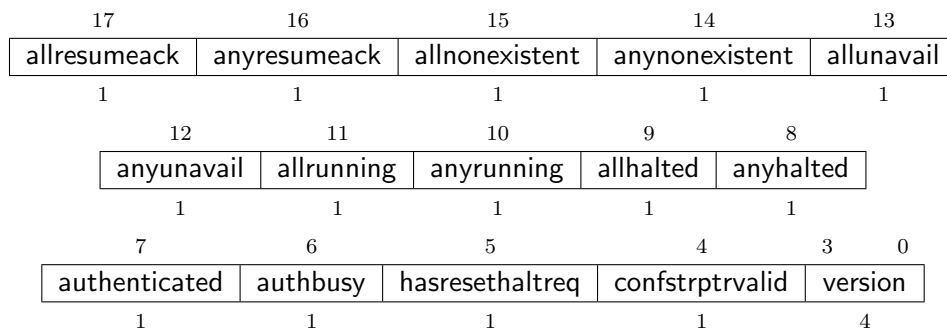 17 16 15 14 13
allresumeack anyresumeack allnonexistent anynonexistent allunavail
1 1 1 1 1
12 11 10 9 8
anyunavail allrunning anyrunning allhalted anyhalted
1 1 1 1 1
7 6 5 4 3 0
authenticated authbusy hasresethaltreq confstrptrvalid version
1 1 1 1 4